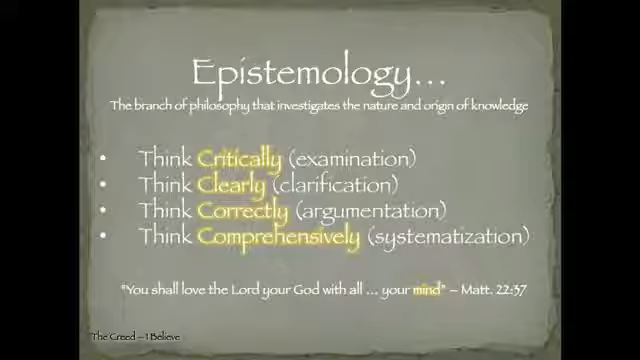 Epistemology...
The branch of philosophy that investigates the nature and origin of knowledge
• Think Critically (examination)
• Think Clearly (clarification)
• Think Correctly (argumentation)
• Think Comprehensively (systematization)
"You shall love the Lord your God with all ... your mind" – Matt. 22:37
The Creed – I Believe